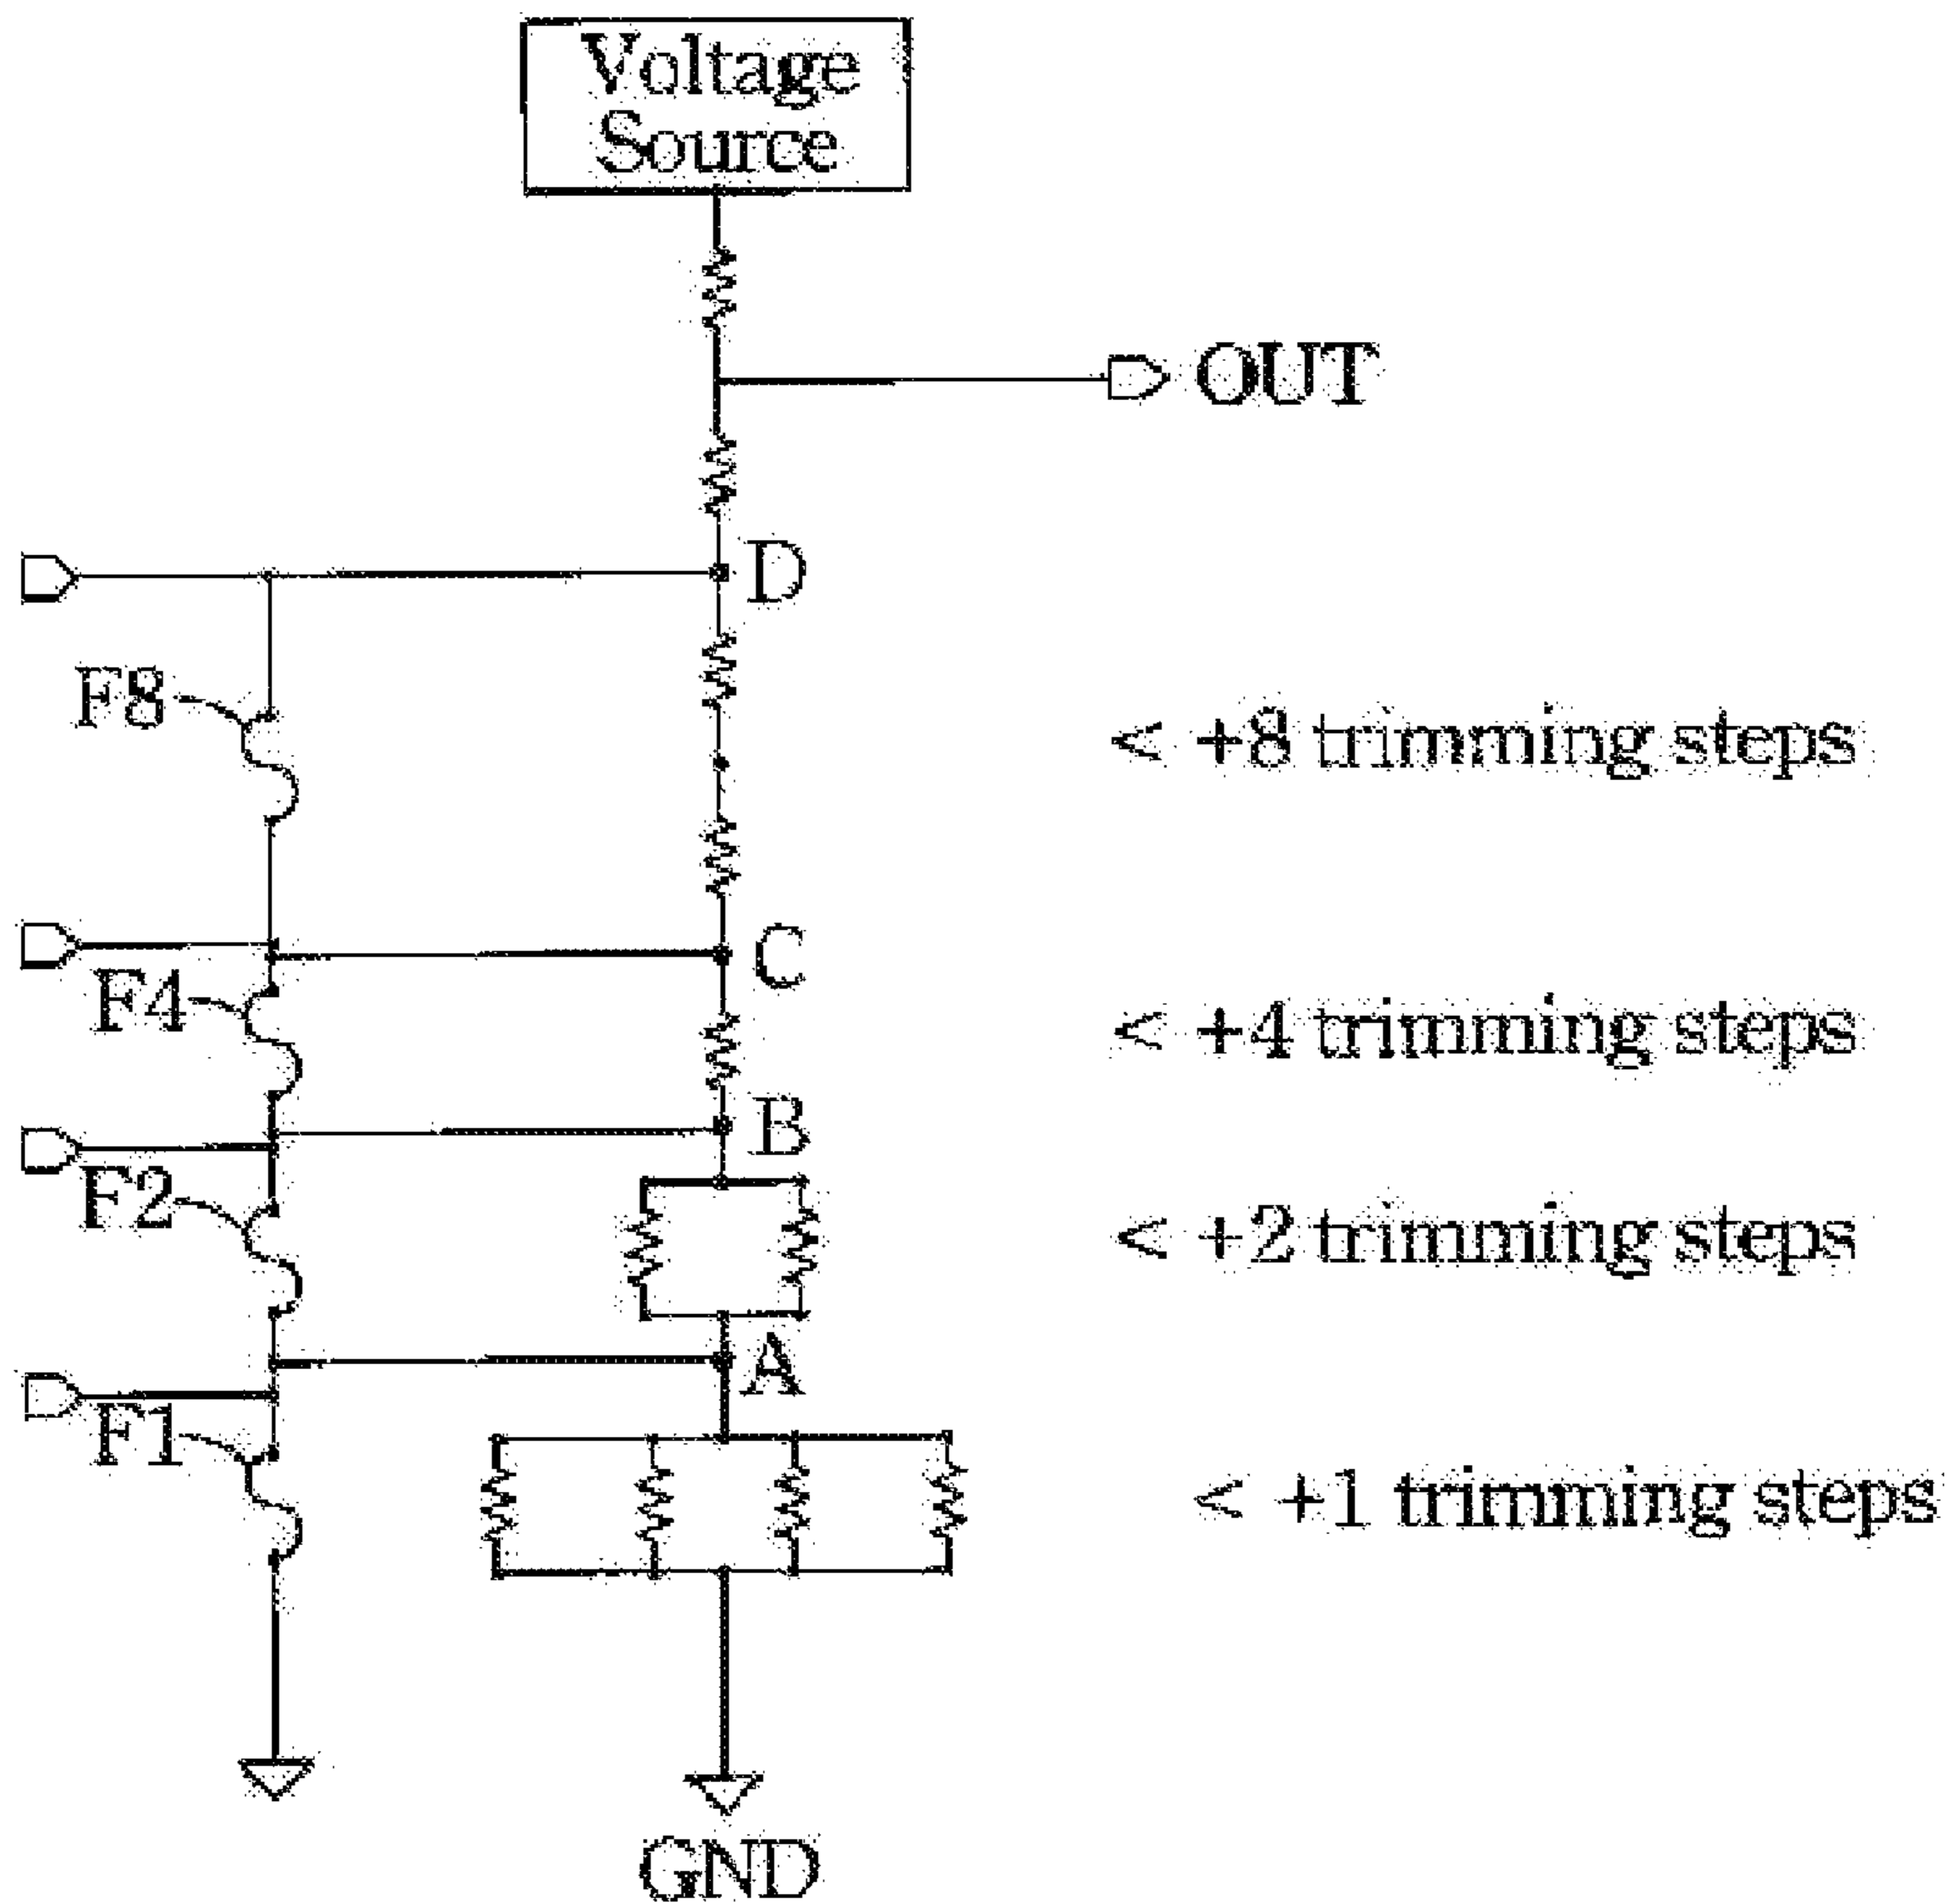 Voltage
Source
OUT
D
F8
< +8 trimming steps
C
F4
< +4 trimming steps
B
F2
< +2 trimming steps
A
F1
< +1 trimming steps
GND